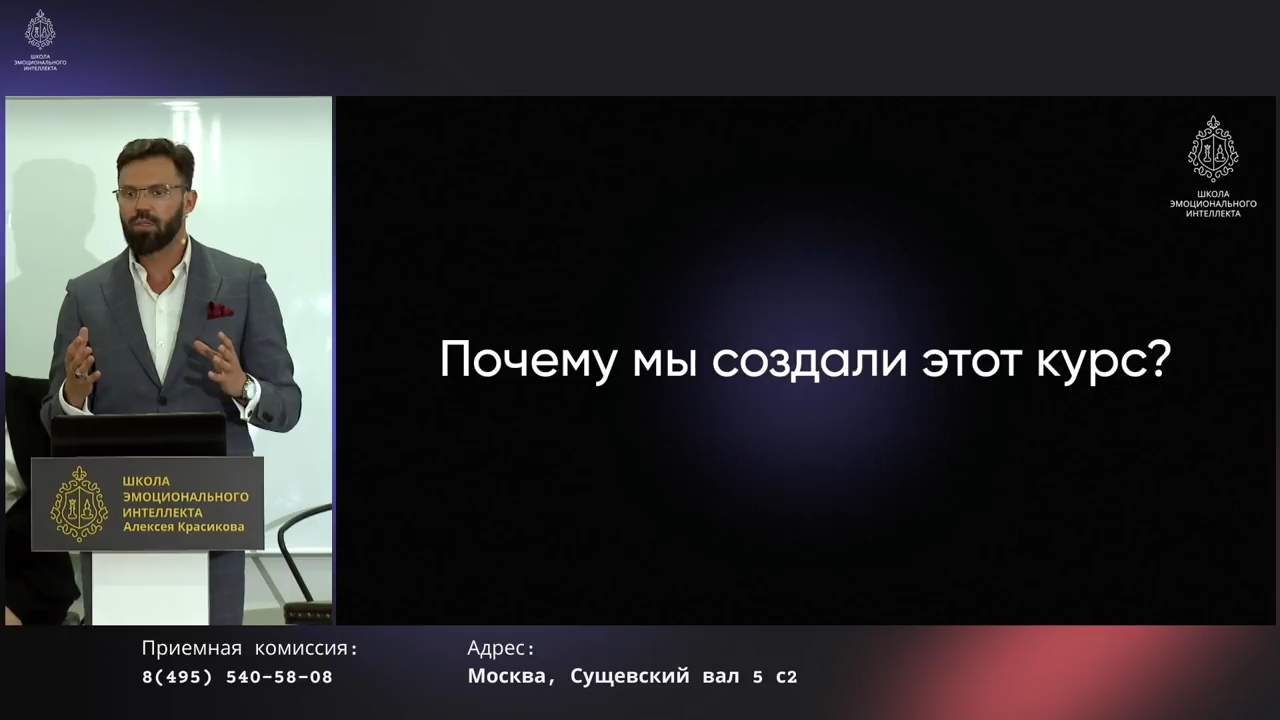 ШКОЛА
ЭМОЦИОНАЛЬНОГО
ИНТЕЛЛЕКТА
ШКОЛА
ЭМОЦИОНАЛЬНОГО
ИНТЕЛЛЕКТА
Почему мы создали этот курс?
ШКОЛА
ЭМОЦИОНАЛЬНОГО
ИНТЕЛЛЕКТА
Алексея Красикова
Приемная комиссия:
8(495) 540-58-08
Адрес:
Москва, Сущевский вал 5 с2